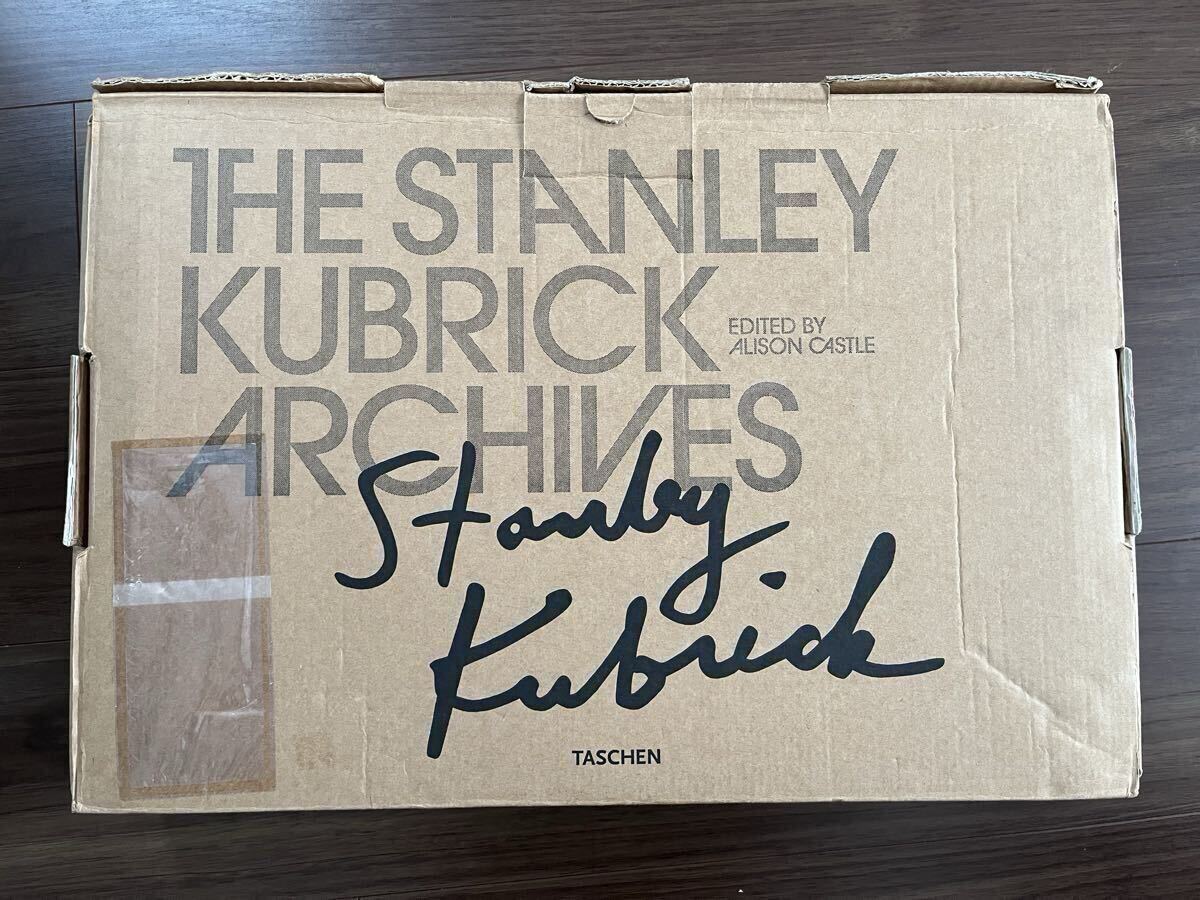 THE STANLEY
KUBRICK
EDITED BY
ALISON CASTLE
ARCHIVES
Stanley
Kubrick
TASCHEN